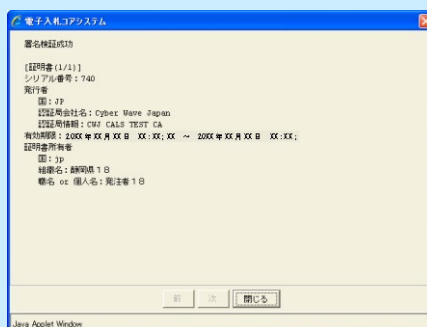 電子入札コアシステム
署名検証成功
[証明書(1/1)]
シリアル番号：740
発行者
国：JP
認証局会社名：Cyber Wave Japan
認証局情報：CWJ CALS TEST CA
有効期限：20XX年XX月XX日 XX:XX;XX ～ 20XX年XX月XX日 XX:XX;
証明書所有者
国：jp
組織名：静岡県１８
職名 or 個人名：発注者１８
前 次 閉じる
Java Applet Window